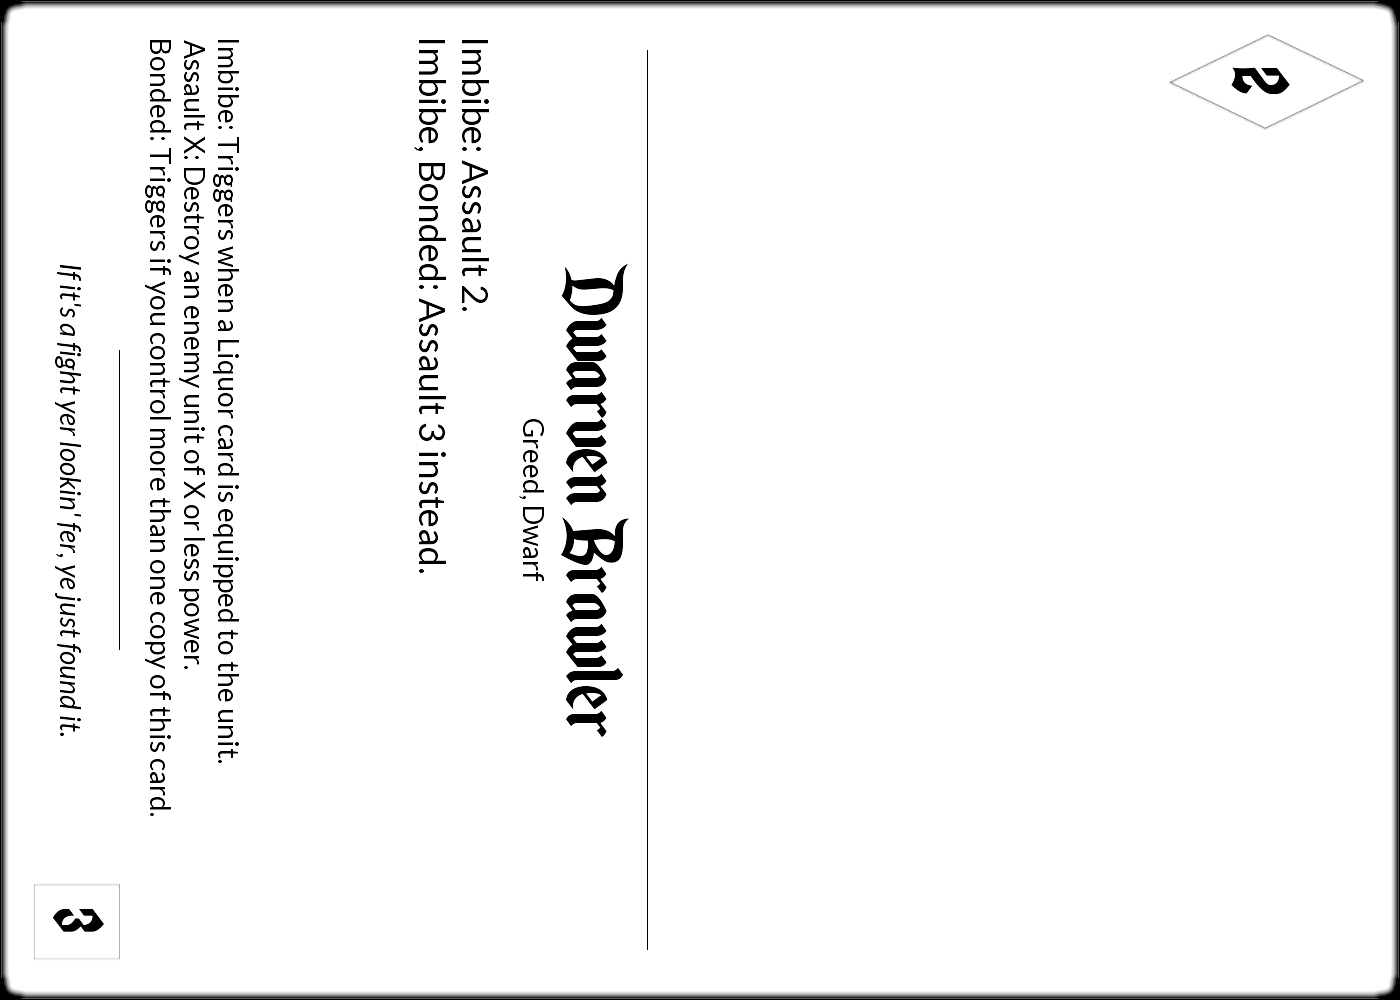 2
Dwarven Brawler
Greed, Dwarf
Imbibe: Assault 2.
Imbibe, Bonded: Assault 3 instead.
Imbibe: Triggers when a Liquor card is equipped to the unit.
Assault X: Destroy an enemy unit of X or less power.
Bonded: Triggers if you control more than one copy of this card.
If it's a fight yer lookin' fer, ye just found it.
3